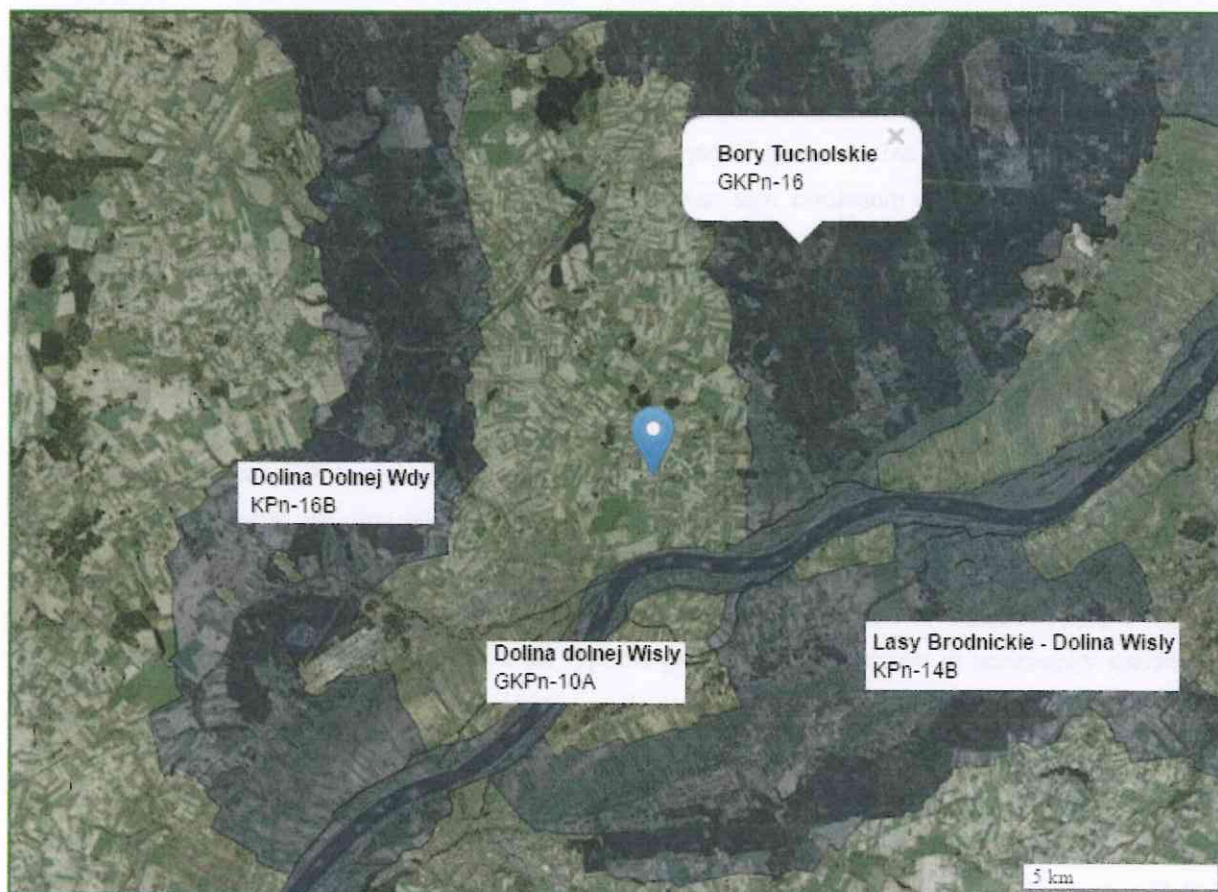 Bory Tucholskie
GKPn-16
Dolina Dolnej Wdy
KPn-16B
Dolina dolnej Wisly
GKPn-10A
Lasy Brodnickie - Dolina Wisly
KPn-14B
5 km